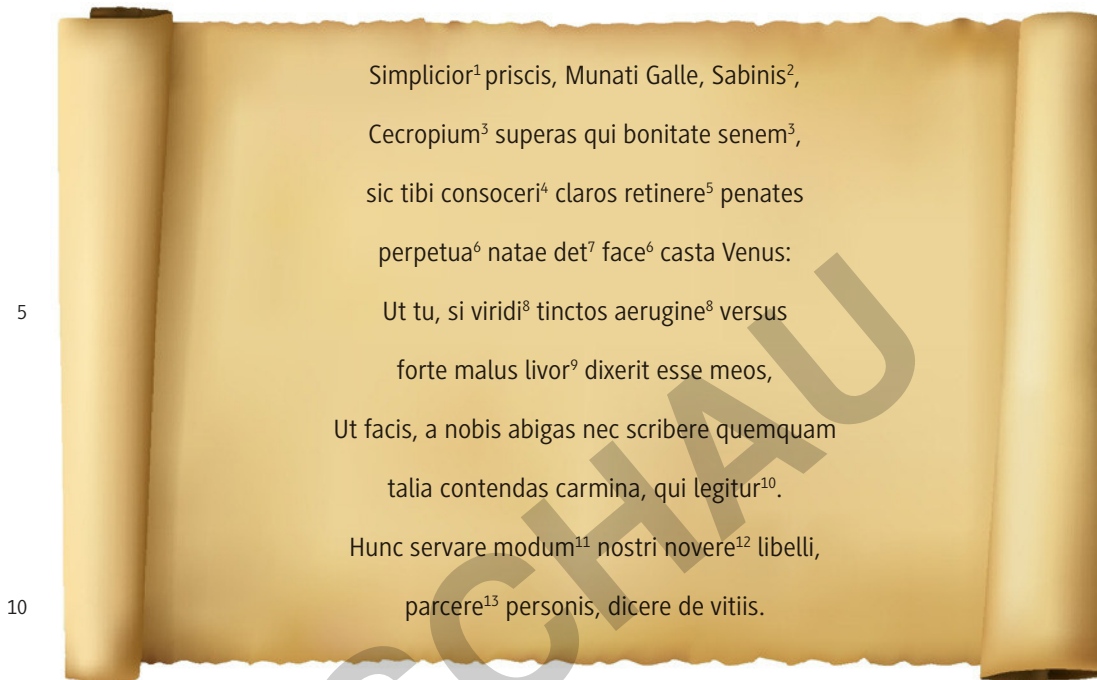 Simplicior¹ priscis, Munati Galle, Sabinis²,
Cecropium³ superas qui bonitate senem³,
sic tibi consoceri⁴ claros retinere⁵ penates
perpetua⁶ natae det⁷ face⁶ casta Venus:
5 Ut tu, si viridi⁸ tinctos aerugine⁸ versus
forte malus livor⁹ dixerit esse meos,
Ut facis, a nobis abigas nec scribere quemquam
talia contendas carmina, qui legitur¹⁰.
Hunc servare modum¹¹ nostri novere¹² libelli,
10 parcere¹³ personis, dicere de vitiis.
SCHAU